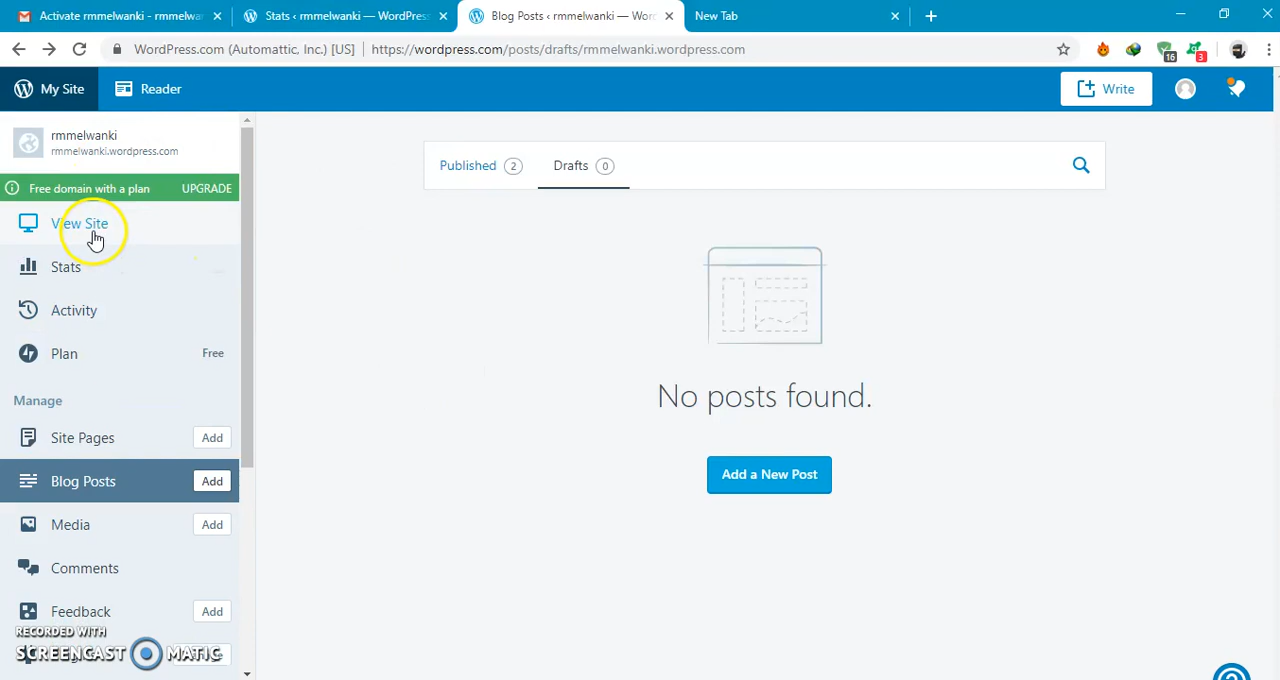 Activate rmmelwanki - rmmelwan
Stats ‹ rmmelwanki — WordPress
Blog Posts ‹ rmmelwanki — Wor
New Tab
WordPress.com (Automattic, Inc.) [US] https://wordpress.com/posts/drafts/rmmelwanki.wordpress.com
16
3
My Site
Reader
Write
rmmelwanki
rmmelwanki.wordpress.com
Free domain with a plan UPGRADE
View Site
Stats
Activity
Plan Free
Manage
Site Pages Add
Blog Posts Add
Media Add
Comments
Feedback Add
RECORDED WITH
SCREENCAST MATIC
Published 2
Drafts 0
No posts found.
Add a New Post